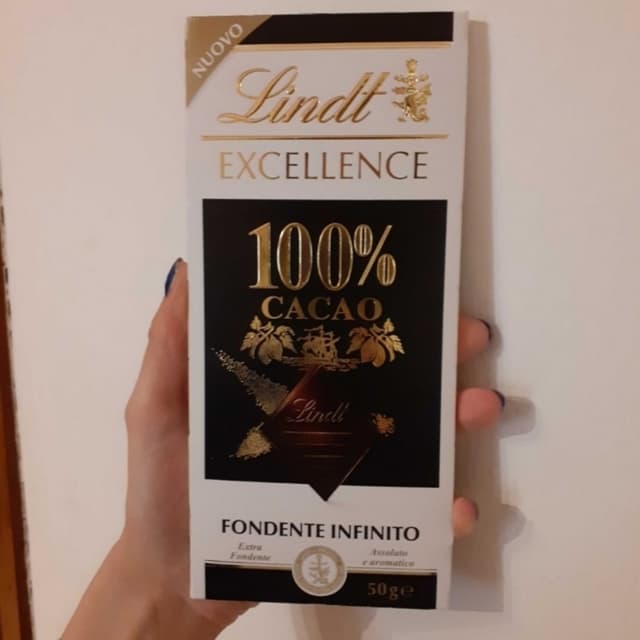 NUOVO
Lindt
EXCELLENCE
100%
CACAO
Lindt
FONDENTE INFINITO
Extra
Fondente
Assoluto
e aromatico
50g℮